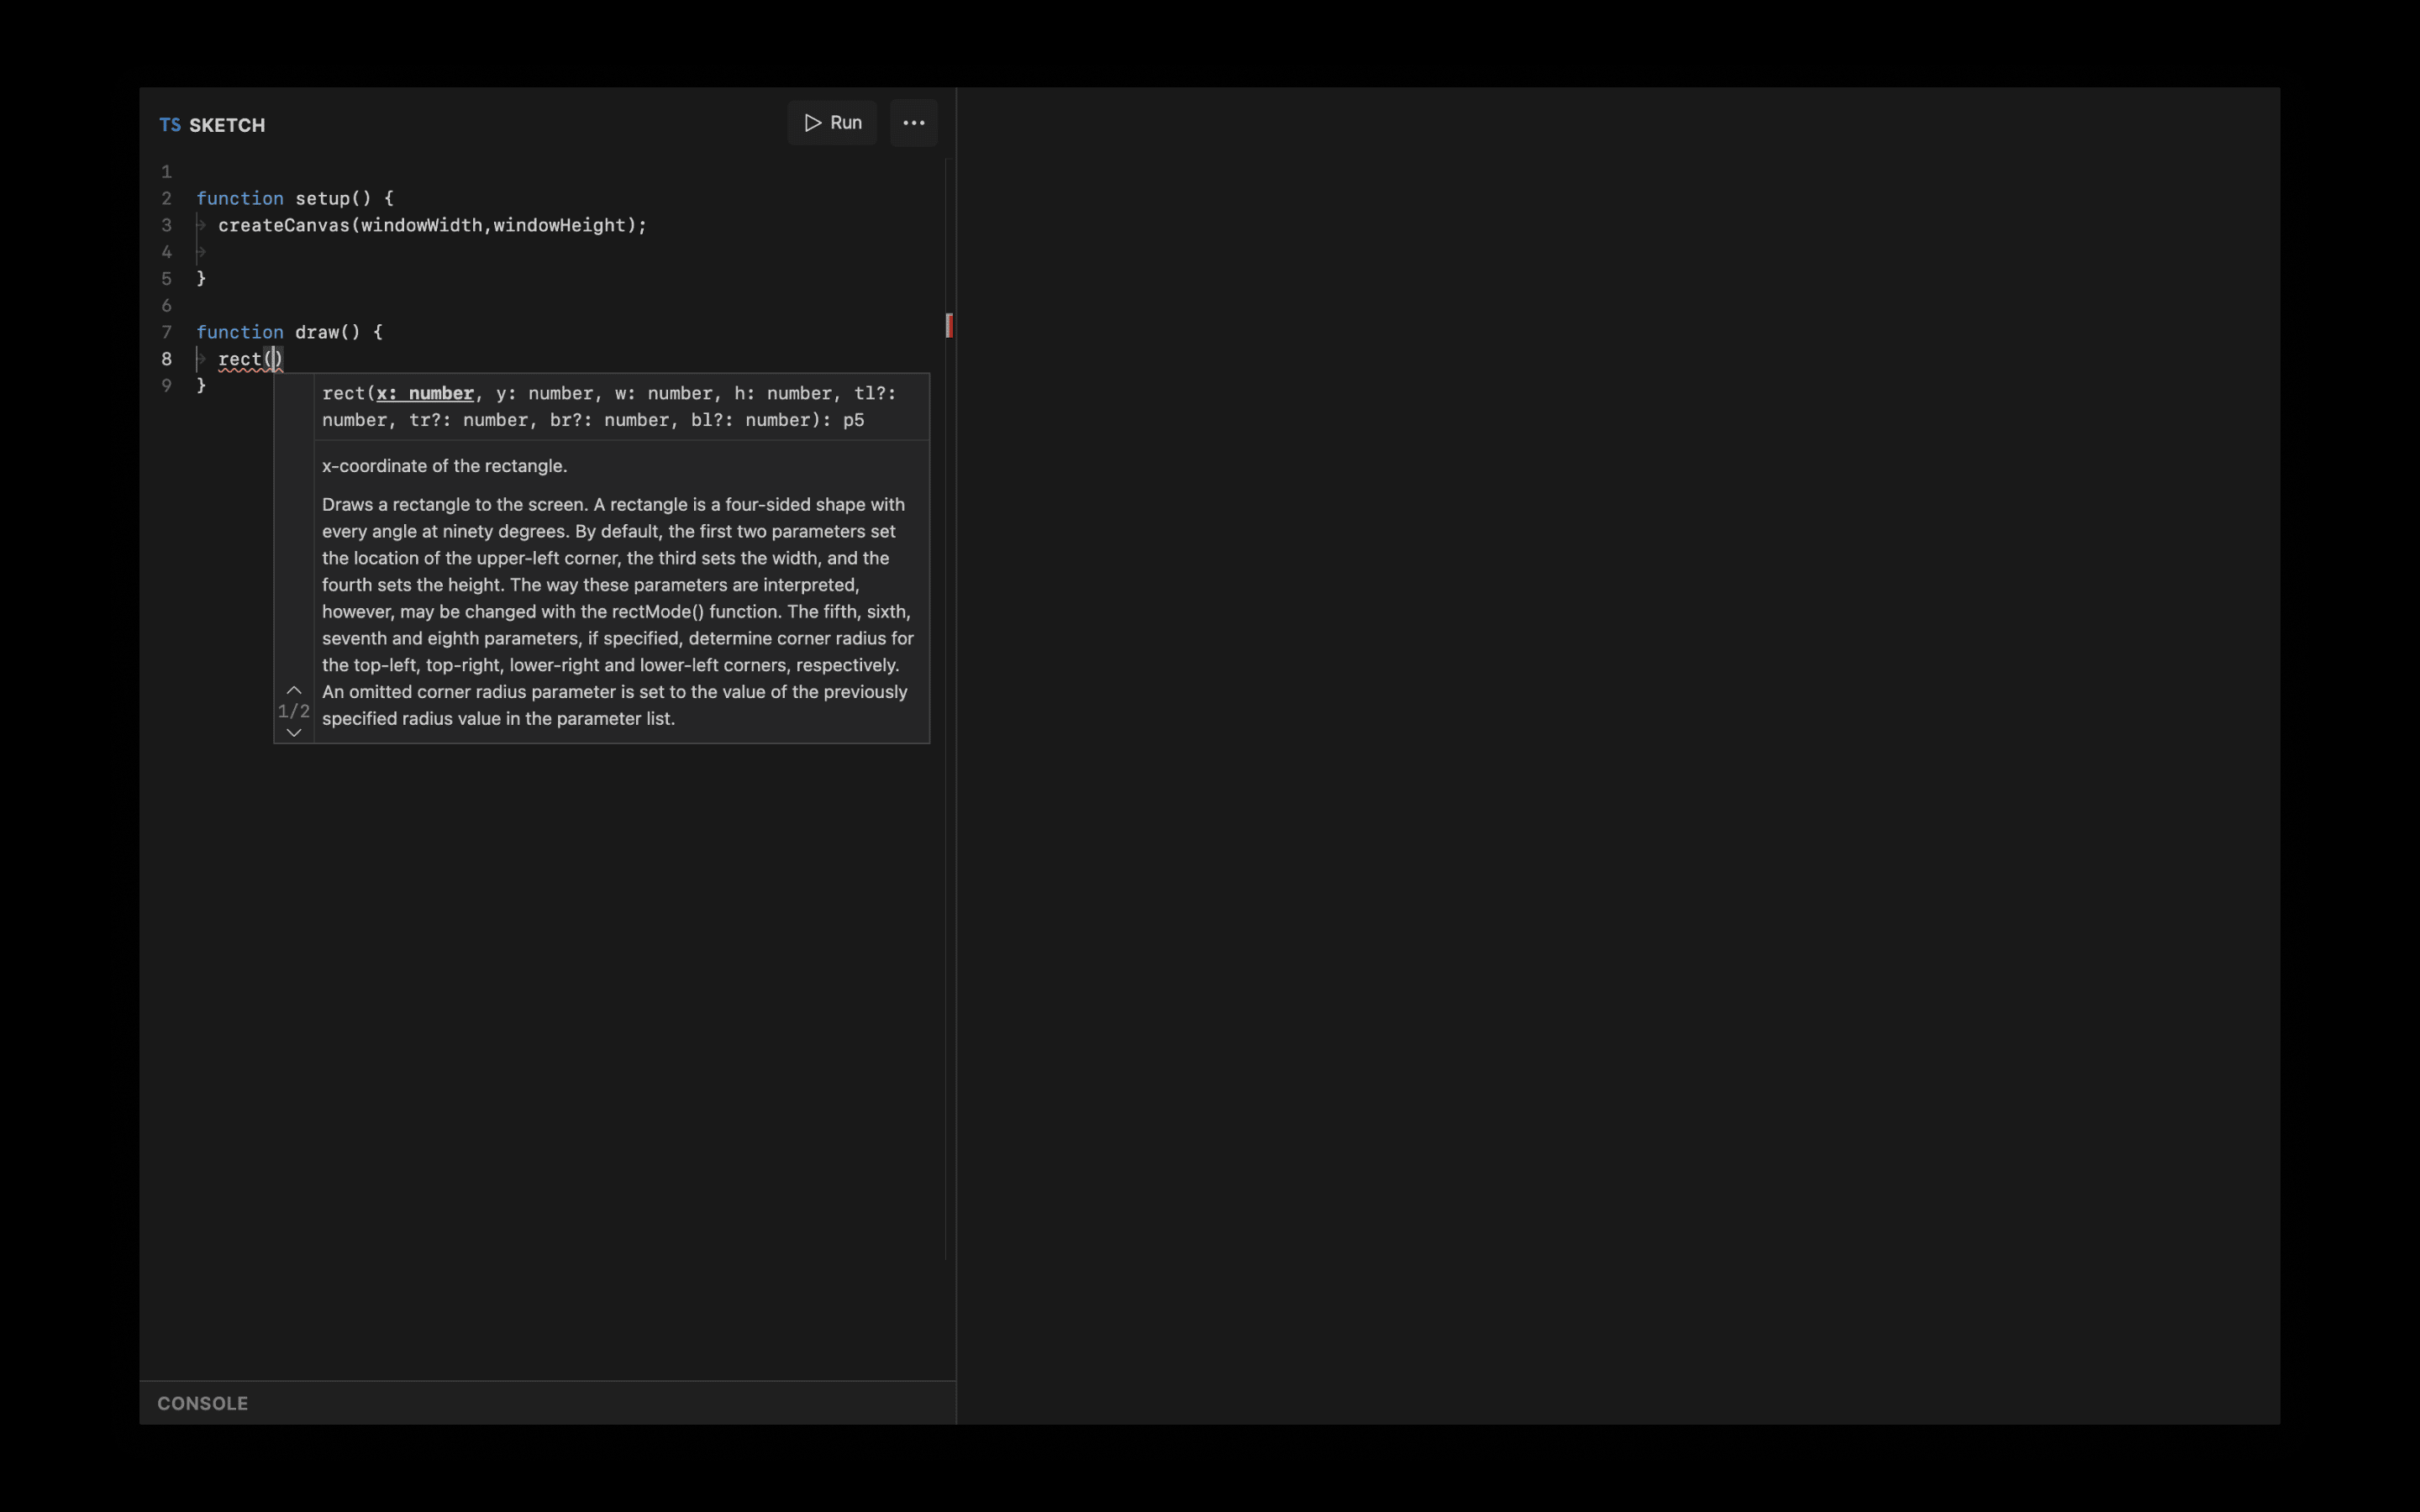 TS SKETCH
Run
1
2 function setup() {
3 createCanvas(windowWidth,windowHeight);
4
5 }
6
7 function draw() {
8 rect()
9 }
rect(x: number, y: number, w: number, h: number, tl?:
number, tr?: number, br?: number, bl?: number): p5
x-coordinate of the rectangle.
Draws a rectangle to the screen. A rectangle is a four-sided shape with
every angle at ninety degrees. By default, the first two parameters set
the location of the upper-left corner, the third sets the width, and the
fourth sets the height. The way these parameters are interpreted,
however, may be changed with the rectMode() function. The fifth, sixth,
seventh and eighth parameters, if specified, determine corner radius for
the top-left, top-right, lower-right and lower-left corners, respectively.
An omitted corner radius parameter is set to the value of the previously
specified radius value in the parameter list.
1/2
CONSOLE